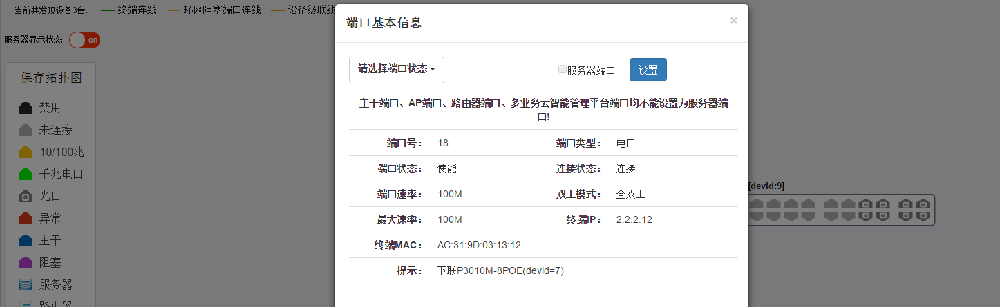 当前共发现设备3台. 终端连线 环网阻塞端口连线 设备级联线
服务器显示状态 on
保存拓扑图
禁用
未连接
10/100兆
千兆电口
光口
异常
主干
阻塞
服务器
路由器
端口基本信息 ×
请选择端口状态 服务器端口 设置
主干端口、AP端口、路由器端口、多业务云智能管理平台端口均不能设置为服务器端
口!
端口号： 18 端口类型： 电口
端口状态： 使能 连接状态： 连接
端口速率： 100M 双工模式： 全双工
最大速率： 100M 终端IP： 2.2.2.12
终端MAC： AC:31:9D:03:13:12
提示： 下联P3010M-8POE(devid=7)
[devid:9]